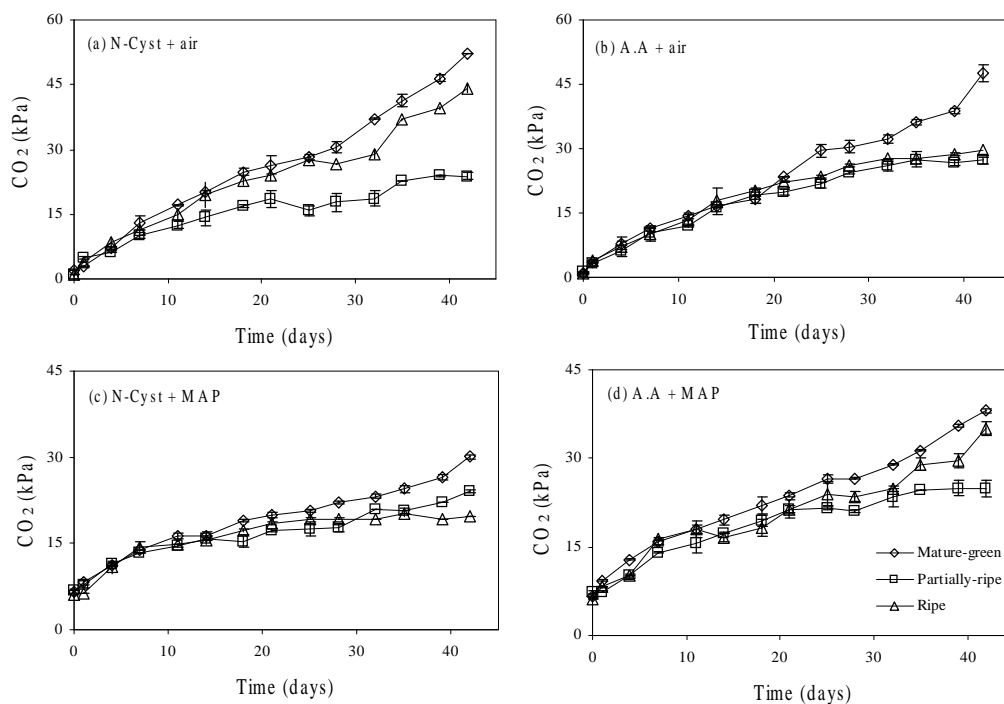 60
45
30
15
0
CO2 (kPa)
(a) N-Cyst + air
0 10 20 30 40
Time (days)
60
45
30
15
0
CO2 (kPa)
(b) A.A + air
0 10 20 30 40
Time (days)
45
30
15
0
CO2 (kPa)
(c) N-Cyst + MAP
0 10 20 30 40
Time (days)
45
30
15
0
CO2 (kPa)
(d) A.A + MAP
Mature-green
Partially-ripe
Ripe
0 10 20 30 40
Time (days)